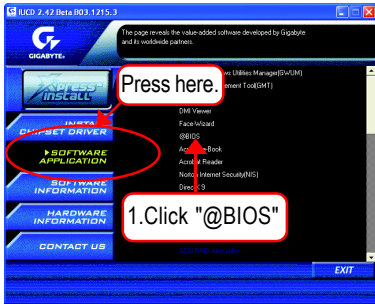 IUCD 2.42 Beta B03.1215.3
The page reveals the value-added software developed by Gigabyte
and its worldwide partners.
GIGABYTE
Xpress
Install
Press here.
INSTA
CHIPSET DRIVER
SOFTWARE
APPLICATION
SOFTWARE
INFORMATION
HARDWARE
INFORMATION
CONTACT US
ws Utilities Manager(GWUM)
ement Tool(GMT)
DMI Viewer
Face-Wizard
@BIOS
Acrobat e-Book
Acrobat Reader
Norton Internet Security(NIS)
DirectX 9
1.Click "@BIOS"
EXIT